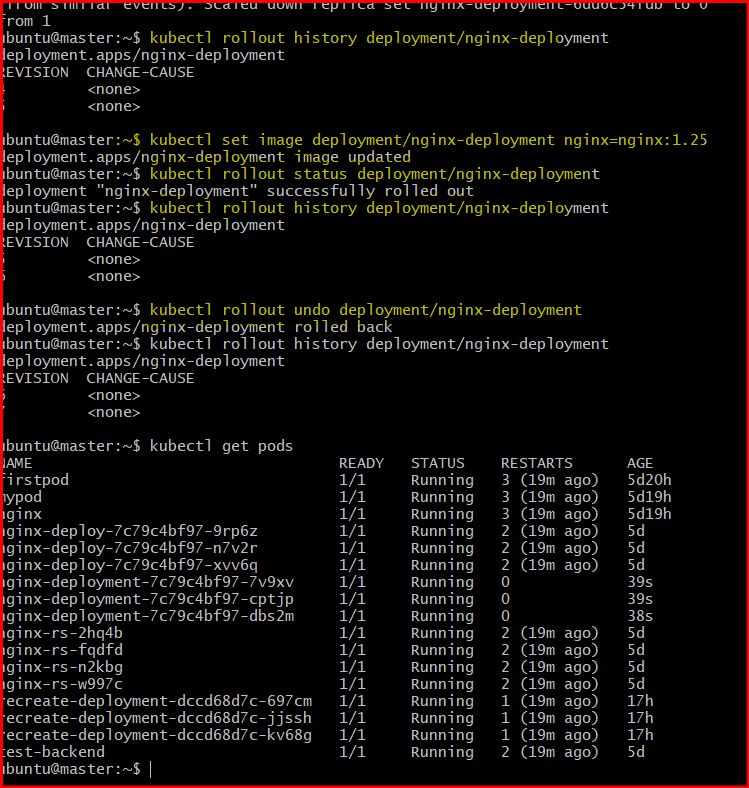 from similar events): Scaled down replica set nginx-deployment-6dd6c54fdb to 0
from 1
ubuntu@master:~$ kubectl rollout history deployment/nginx-deployment
deployment.apps/nginx-deployment
REVISION  CHANGE-CAUSE
<none>
<none>
ubuntu@master:~$ kubectl set image deployment/nginx-deployment nginx=nginx:1.25
deployment.apps/nginx-deployment image updated
ubuntu@master:~$ kubectl rollout status deployment/nginx-deployment
deployment "nginx-deployment" successfully rolled out
ubuntu@master:~$ kubectl rollout history deployment/nginx-deployment
deployment.apps/nginx-deployment
REVISION  CHANGE-CAUSE
<none>
<none>
ubuntu@master:~$ kubectl rollout undo deployment/nginx-deployment
deployment.apps/nginx-deployment rolled back
ubuntu@master:~$ kubectl rollout history deployment/nginx-deployment
deployment.apps/nginx-deployment
REVISION  CHANGE-CAUSE
<none>
<none>
ubuntu@master:~$ kubectl get pods
NAME READY STATUS RESTARTS AGE
firstpod 1/1 Running 3 (19m ago) 5d20h
mypod 1/1 Running 3 (19m ago) 5d19h
nginx 1/1 Running 3 (19m ago) 5d19h
nginx-deploy-7c79c4bf97-9rp6z 1/1 Running 2 (19m ago) 5d
nginx-deploy-7c79c4bf97-n7v2r 1/1 Running 2 (19m ago) 5d
nginx-deploy-7c79c4bf97-xvv6q 1/1 Running 2 (19m ago) 5d
nginx-deployment-7c79c4bf97-7v9xv 1/1 Running 0 39s
nginx-deployment-7c79c4bf97-cptjp 1/1 Running 0 39s
nginx-deployment-7c79c4bf97-dbs2m 1/1 Running 0 38s
nginx-rs-2hq4b 1/1 Running 2 (19m ago) 5d
nginx-rs-fqdfd 1/1 Running 2 (19m ago) 5d
nginx-rs-n2kbg 1/1 Running 2 (19m ago) 5d
nginx-rs-w997c 1/1 Running 2 (19m ago) 5d
recreate-deployment-dccd68d7c-697cm 1/1 Running 1 (19m ago) 17h
recreate-deployment-dccd68d7c-jjssh 1/1 Running 1 (19m ago) 17h
recreate-deployment-dccd68d7c-kv68g 1/1 Running 1 (19m ago) 17h
test-backend 1/1 Running 2 (19m ago) 5d
ubuntu@master:~$